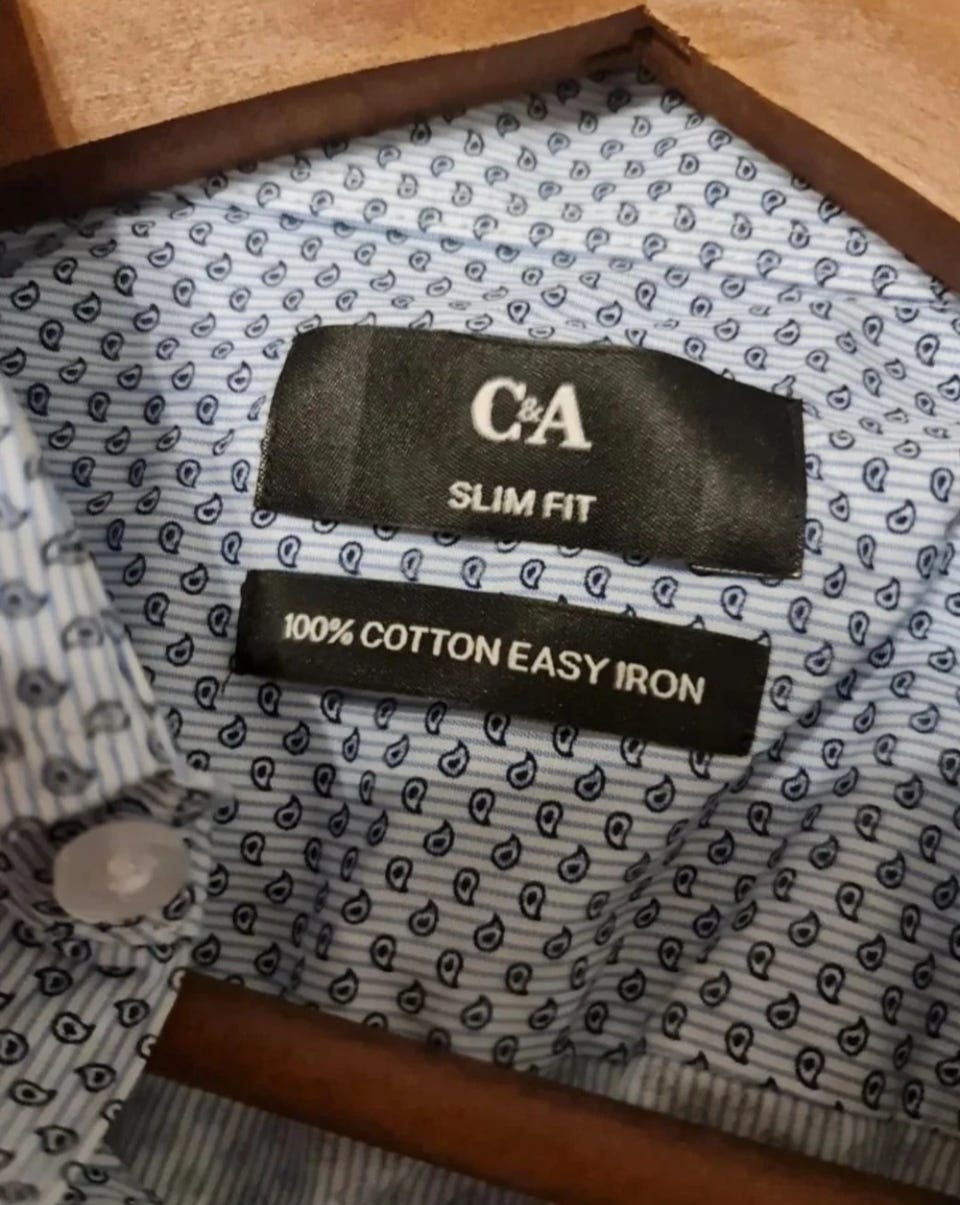 C&A
SLIM FIT
100% COTTON EASY IRON